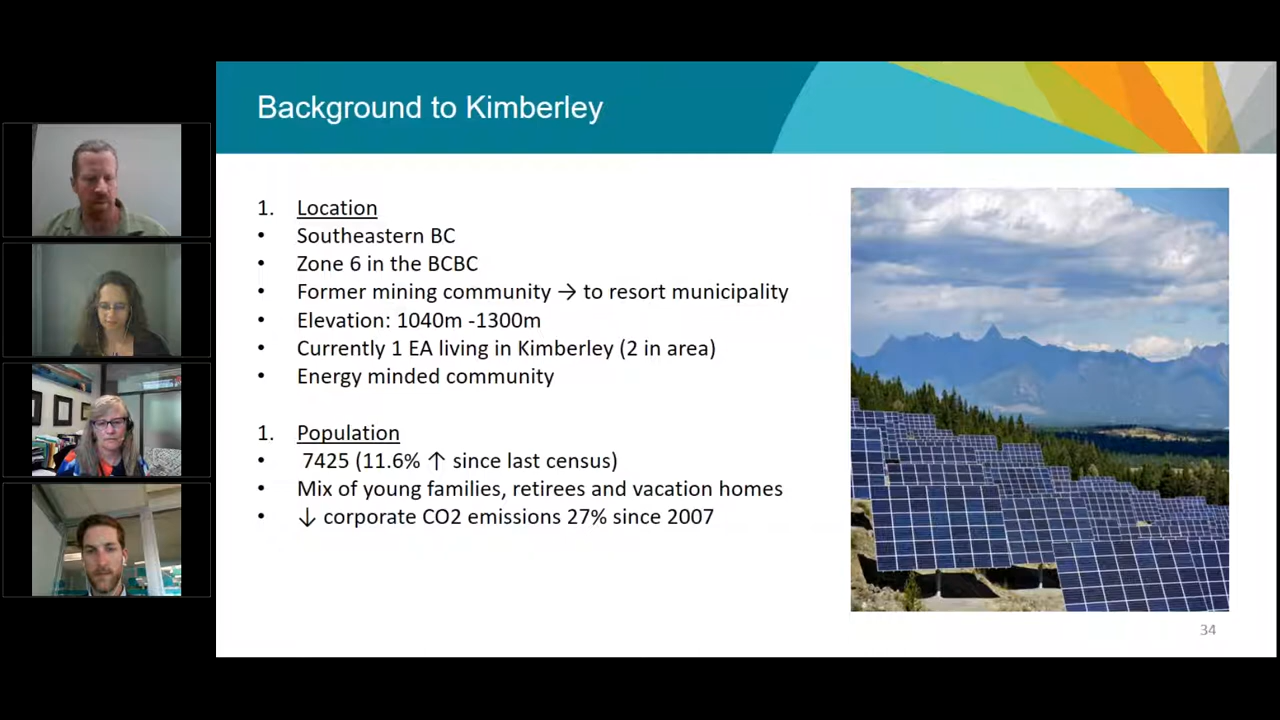 Background to Kimberley
1. Location
• Southeastern BC
• Zone 6 in the BCBC
• Former mining community → to resort municipality
• Elevation: 1040m -1300m
• Currently 1 EA living in Kimberley (2 in area)
• Energy minded community
1. Population
• 7425 (11.6% ↑ since last census)
• Mix of young families, retirees and vacation homes
• ↓ corporate CO2 emissions 27% since 2007
34